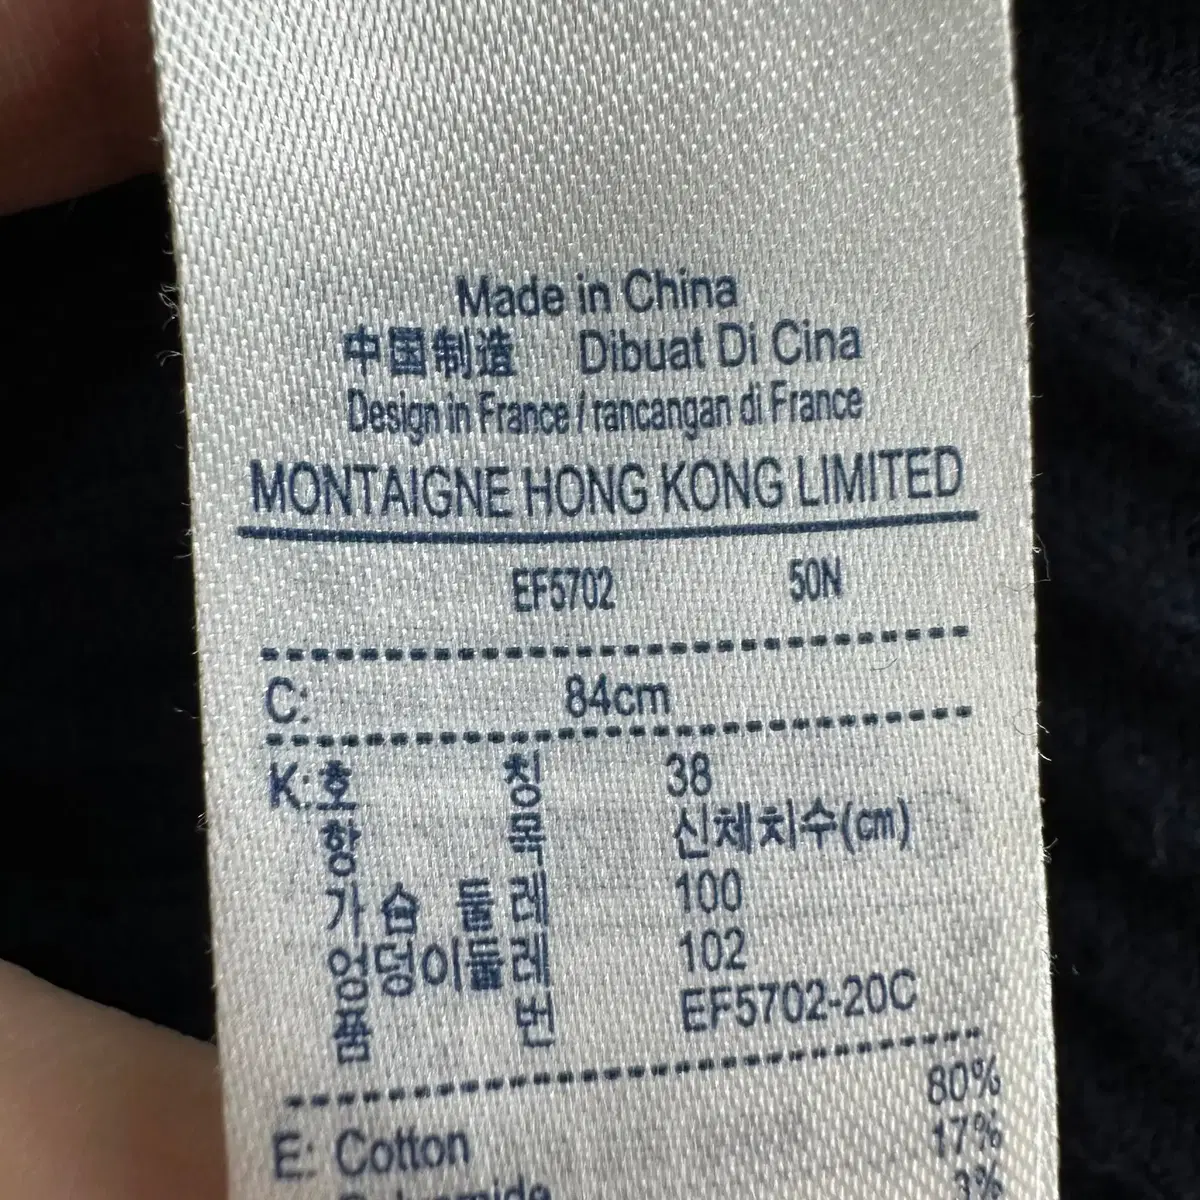 Made in China
中国制造 Dibuat Di Cina
Design in France / rancangan di France
MONTAIGNE HONG KONG LIMITED
EF5702 50N
C: 84cm
K: 호 칭 38
항 목 신체치수(cm)
가 슴 둘 레 100
엉 덩 이 둘 레 102
품 번 EF5702-20C
80%
E: Cotton 17%
Polyamide 3%